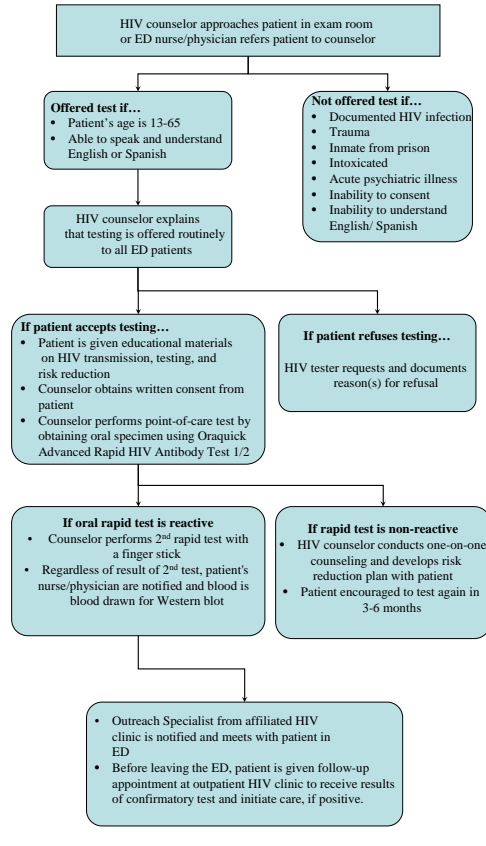 HIV counselor approaches patient in exam room
or ED nurse/physician refers patient to counselor
Offered test if…
• Patient's age is 13-65
• Able to speak and understand
English or Spanish
Not offered test if…
• Documented HIV infection
• Trauma
• Inmate from prison
• Intoxicated
• Acute psychiatric illness
• Inability to consent
• Inability to understand
English/ Spanish
HIV counselor explains
that testing is offered routinely
to all ED patients
If patient accepts testing…
• Patient is given educational materials
on HIV transmission, testing, and
risk reduction
• Counselor obtains written consent from
patient
• Counselor performs point-of-care test by
obtaining oral specimen using Oraquick
Advanced Rapid HIV Antibody Test 1/2
If patient refuses testing…
HIV tester requests and documents
reason(s) for refusal
If oral rapid test is reactive
• Counselor performs 2nd rapid test with
a finger stick
• Regardless of result of 2nd test, patient's
nurse/physician are notified and blood is
blood drawn for Western blot
If rapid test is non-reactive
• HIV counselor conducts one-on-one
counseling and develops risk
reduction plan with patient
• Patient encouraged to test again in
3-6 months
• Outreach Specialist from affiliated HIV
clinic is notified and meets with patient in
ED
• Before leaving the ED, patient is given follow-up
appointment at outpatient HIV clinic to receive results
of confirmatory test and initiate care, if positive.